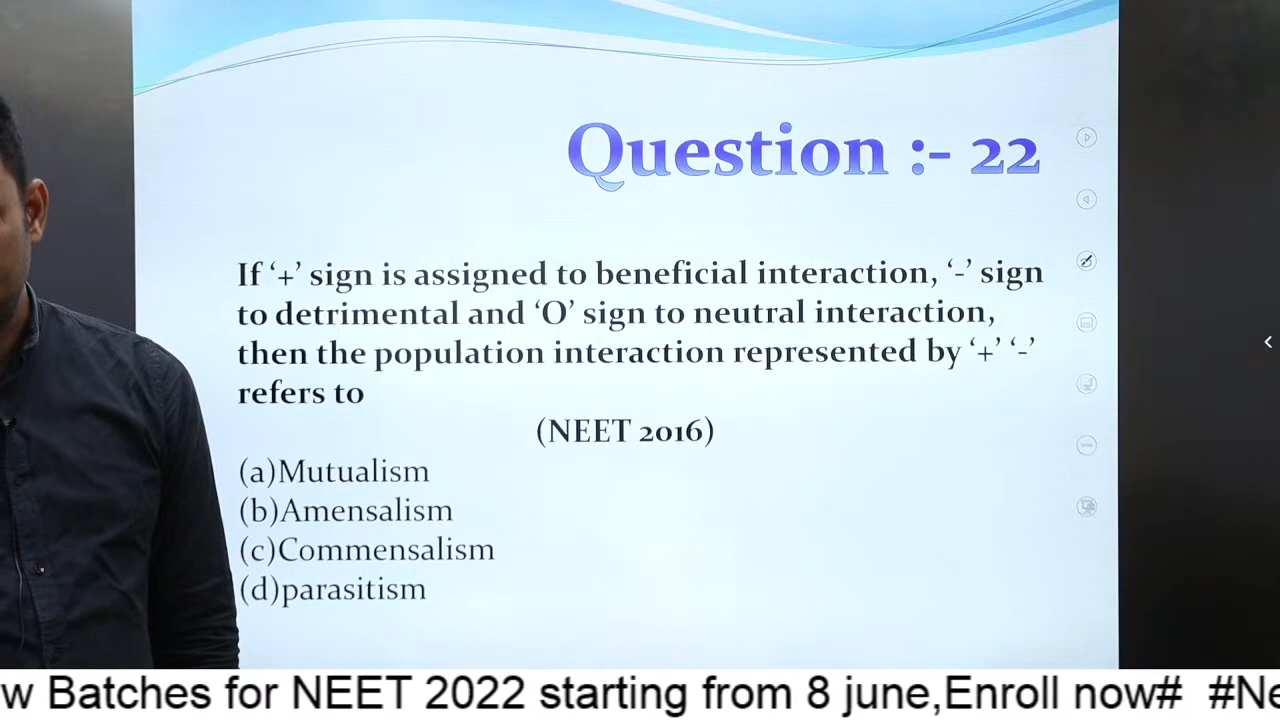 Question :- 22
If ‘+’ sign is assigned to beneficial interaction, ‘-’ sign
to detrimental and ‘O’ sign to neutral interaction,
then the population interaction represented by ‘+’ ‘-’
refers to
(NEET 2016)
(a)Mutualism
(b)Amensalism
(c)Commensalism
(d)parasitism
w Batches for NEET 2022 starting from 8 june,Enroll now# #Ne